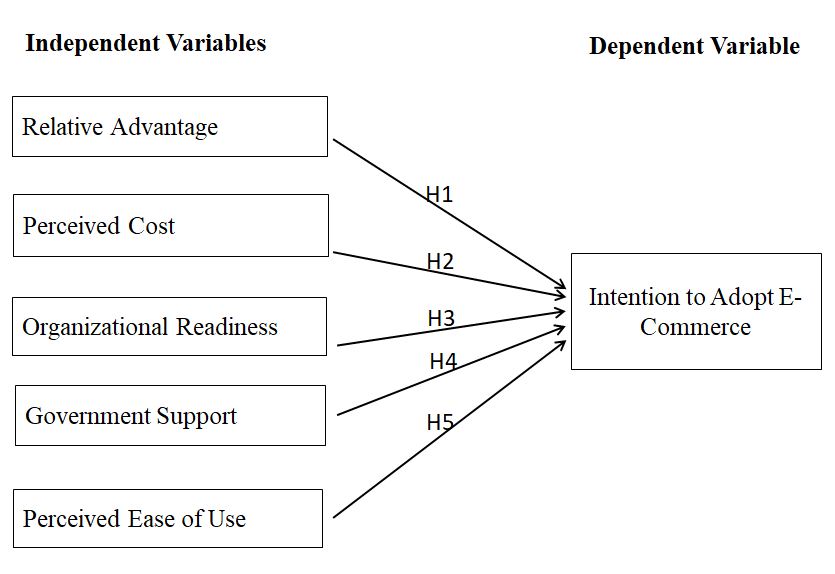 Independent Variables
Dependent Variable
Relative Advantage
H1
Perceived Cost
H2
Intention to Adopt E-
Commerce
Organizational Readiness
H3
H4
Government Support
H5
Perceived Ease of Use